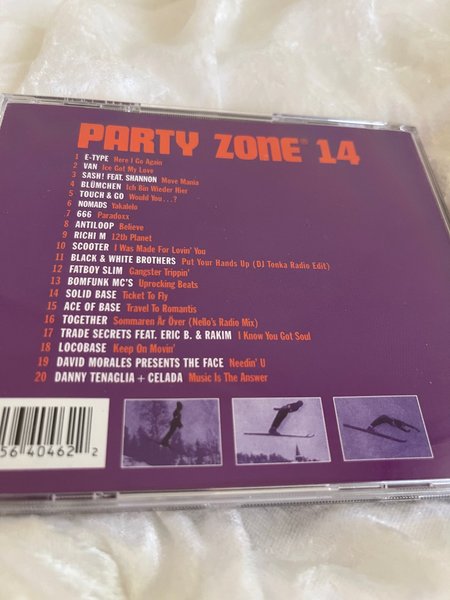 PARTY ZONE® 14
1 E-TYPE Here I Go Again
2 VAN Ice Got My Love
3 SASH! FEAT. SHANNON Move Mania
4 BLÜMCHEN Ich Bin Wieder Hier
5 TOUCH & GO Would You...?
6 NOMADS Yakalelo
7 666 Paradoxx
8 ANTILOOP Believe
9 RICHI M 12th Planet
10 SCOOTER I Was Made For Lovin' You
11 BLACK & WHITE BROTHERS Put Your Hands Up (DJ Tonka Radio Edit)
12 FATBOY SLIM Gangster Trippin'
13 BOMFUNK MC'S Uprocking Beats
14 SOLID BASE Ticket To Fly
15 ACE OF BASE Travel To Romantis
16 TOGETHER Sommaren Är Över (Nello's Radio Mix)
17 TRADE SECRETS FEAT. ERIC B. & RAKIM I Know You Got Soul
18 LOCOBASE Keep On Movin'
19 DAVID MORALES PRESENTS THE FACE Needin' U
20 DANNY TENAGLIA + CELADA Music Is The Answer
56 40462 2